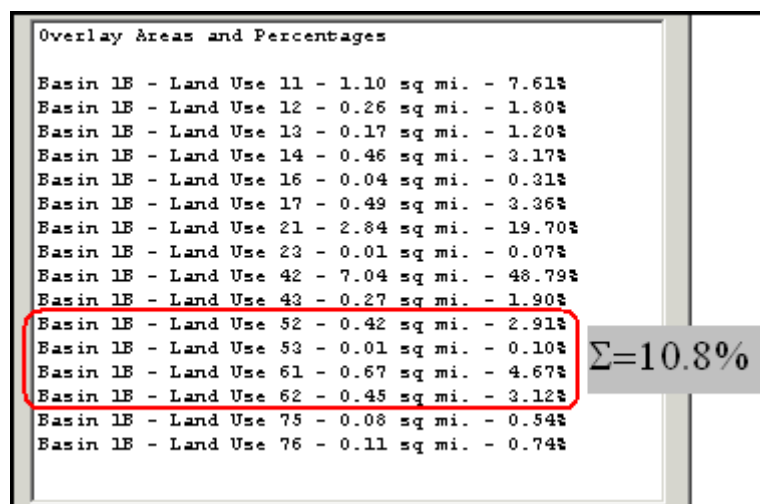 Overlay Areas and Percentages
Basin 1B - Land Use 11 - 1.10 sq mi. - 7.61%
Basin 1B - Land Use 12 - 0.26 sq mi. - 1.80%
Basin 1B - Land Use 13 - 0.17 sq mi. - 1.20%
Basin 1B - Land Use 14 - 0.46 sq mi. - 3.17%
Basin 1B - Land Use 16 - 0.04 sq mi. - 0.31%
Basin 1B - Land Use 17 - 0.49 sq mi. - 3.36%
Basin 1B - Land Use 21 - 2.84 sq mi. - 19.70%
Basin 1B - Land Use 23 - 0.01 sq mi. - 0.07%
Basin 1B - Land Use 42 - 7.04 sq mi. - 48.79%
Basin 1B - Land Use 43 - 0.27 sq mi. - 1.90%
Basin 1B - Land Use 52 - 0.42 sq mi. - 2.91%
Basin 1B - Land Use 53 - 0.01 sq mi. - 0.10%
Basin 1B - Land Use 61 - 0.67 sq mi. - 4.67%
Basin 1B - Land Use 62 - 0.45 sq mi. - 3.12%
Σ=10.8%
Basin 1B - Land Use 75 - 0.08 sq mi. - 0.54%
Basin 1B - Land Use 76 - 0.11 sq mi. - 0.74%